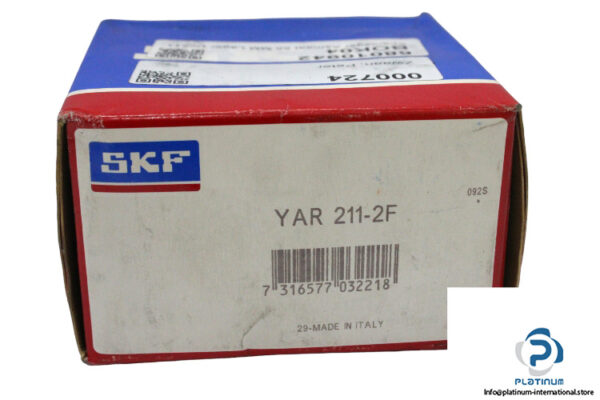 000724
SKF
092S
YAR 211-2F
7 316577 032218
29-MADE IN ITALY
PLATINUM
Info@platinum-international.store